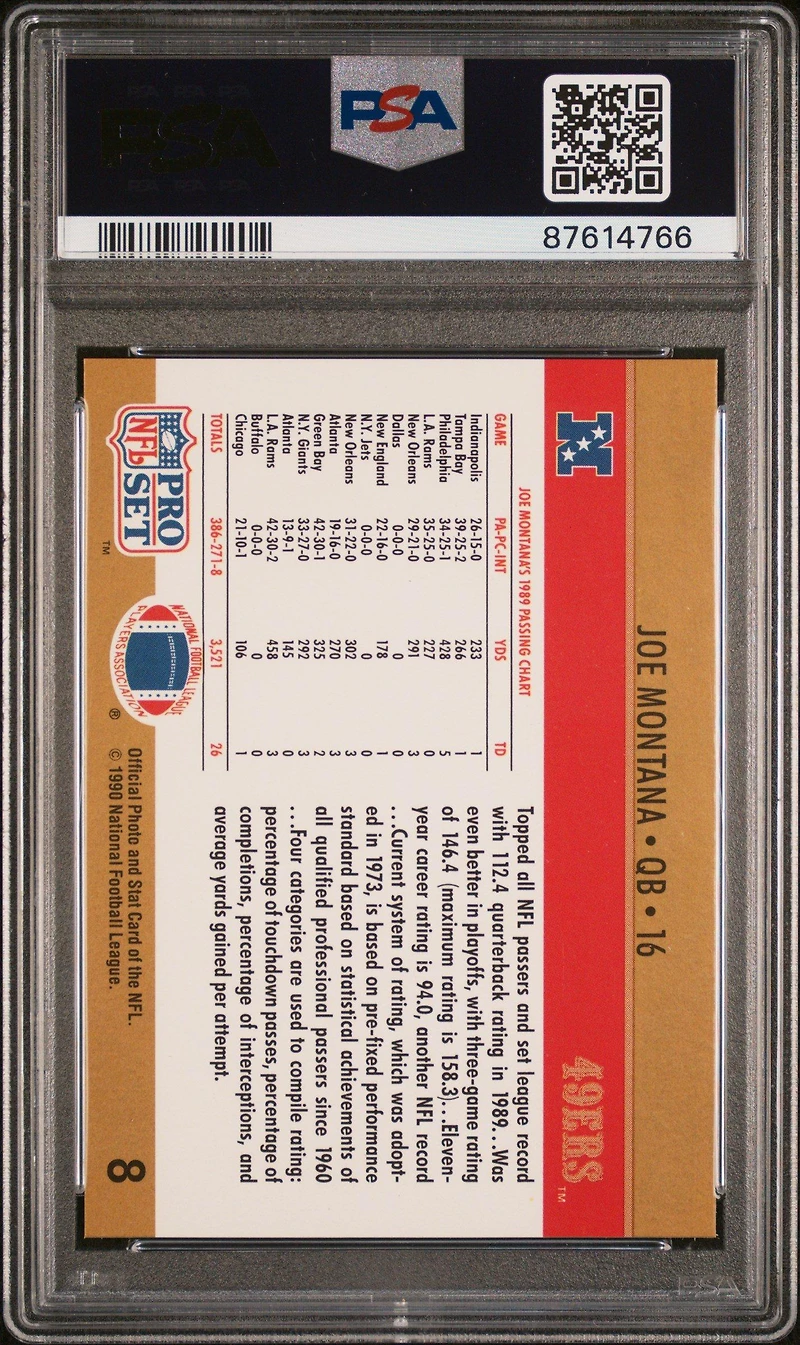 PSA
PSA
87614766
JOE MONTANA • QB • 16
49ERS™
N
JOE MONTANA'S 1989 PASSING CHART
GAME PA-PC-INT YDS TD
Indianapolis 26-15-0 233 1
Tampa Bay 39-25-2 266 1
Philadelphia 34-25-1 428 5
L.A. Rams 35-25-0 227 0
New Orleans 29-21-0 291 3
Dallas 0-0-0 0 0
New England 22-16-0 178 1
N.Y. Jets 0-0-0 0 0
New Orleans 31-22-0 302 3
Atlanta 19-16-0 270 3
Green Bay 42-30-1 325 2
N.Y. Giants 33-27-0 292 3
Atlanta 13-9-1 145 0
L.A. Rams 42-30-2 458 3
Buffalo 0-0-0 0 0
Chicago 21-10-1 106 1
TOTALS 386-271-8 3,521 26
Topped all NFL passers and set league record
with 112.4 quarterback rating in 1989...Was
even better in playoffs, with three-game rating
of 146.4 (maximum rating is 158.3)...Eleven-
year career rating is 94.0, another NFL record
...Current system of rating, which was adopt-
ed in 1973, is based on pre-fixed performance
standard based on statistical achievements of
all qualified professional passers since 1960
...Four categories are used to compile rating:
percentage of touchdown passes, percentage of
completions, percentage of interceptions, and
average yards gained per attempt.
NFL PRO SET™
NATIONAL FOOTBALL LEAGUE
PLAYERS ASSOCIATION®
Official Photo and Stat Card of the NFL.
© 1990 National Football League.
8
PSA